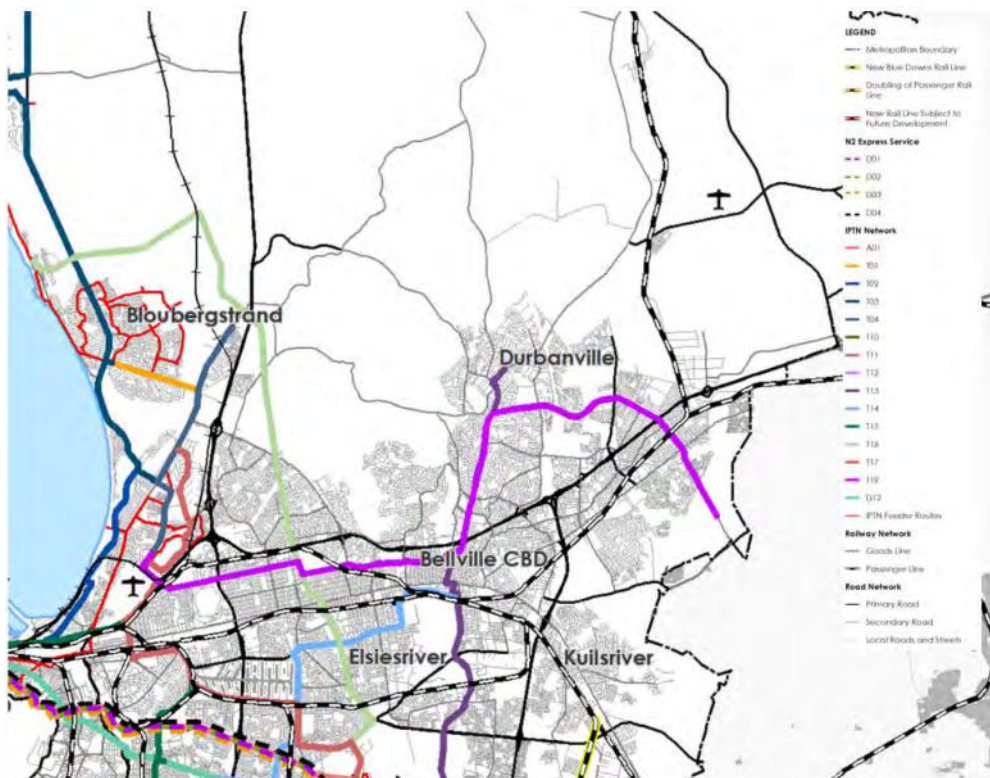 LEGEND
Metropolitan Boundary
New Blue Downs Rail Line
Doubling of Passenger Rail
Line
New Rail Line Subject to
Future Development
N2 Express Service
D01
D02
D03
D04
IPTN Network
A01
T01
T02
T03
T04
T10
T11
T12
T13
T14
T15
T16
T17
T19
D12
IPTN Feeder Routes
Railway Network
Goods Line
Passenger Line
Road Network
Primary Road
Secondary Road
Local Roads and Streets
Bloubergstrand
Durbanville
Bellville CBD
Elsiesriver
Kuilsriver